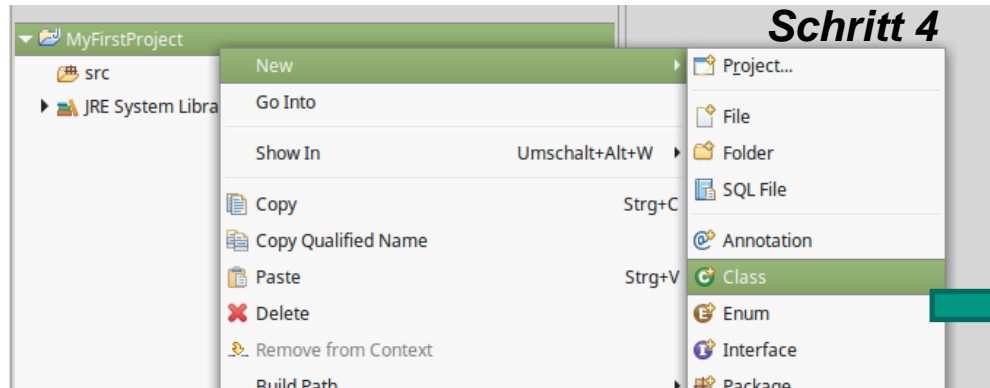 Schritt 4
MyFirstProject
src
JRE System Libra
New
Go Into
Show In Umschalt+Alt+W
Copy Strg+C
Copy Qualified Name
Paste Strg+V
Delete
Remove from Context
Build Path
Project...
File
Folder
SQL File
Annotation
Class
Enum
Interface
Package